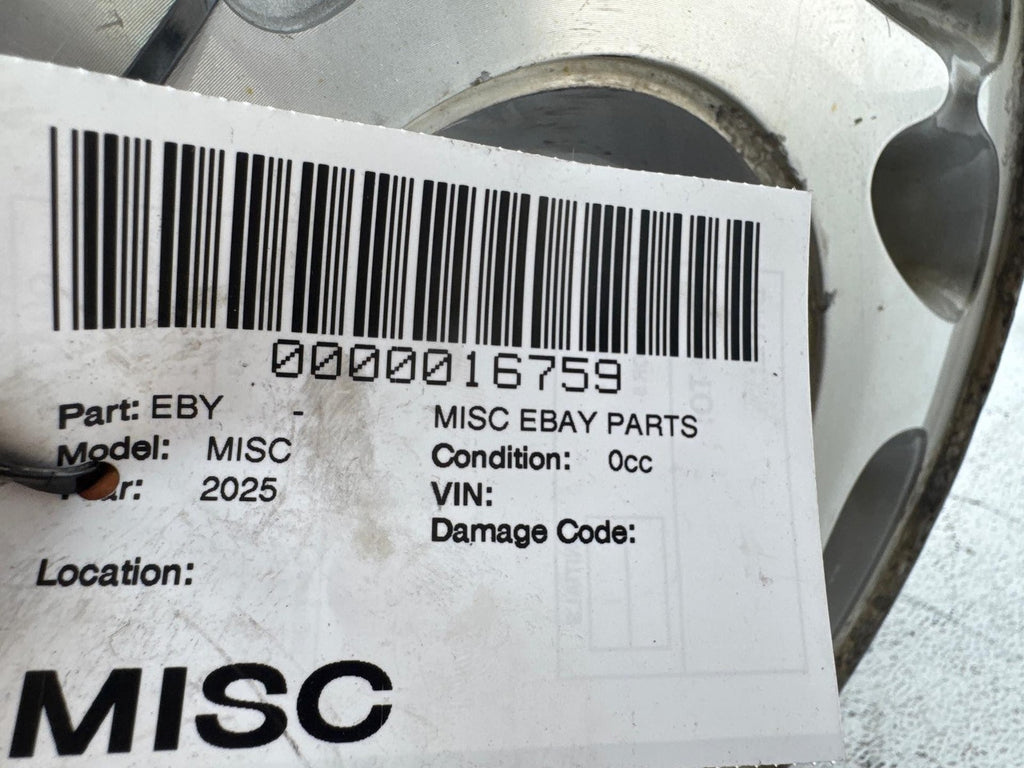 0000016759
Part: EBY - MISC EBAY PARTS
Model: MISC Condition: 0cc
2025 VIN:
Damage Code:
Location:
MISC